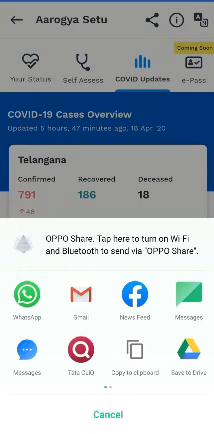 Aarogya Setu
Coming Soon
Your Status
Self Assess
COVID Updates
e-Pass
COVID-19 Cases Overview
Updated 5 hours, 47 minutes ago, 18 Apr '20
Telangana
Confirmed
Recovered
Deceased
791
186
18
↑ 48
OPPO Share. Tap here to turn on Wi-Fi
and Bluetooth to send via "OPPO Share".
WhatsApp
Gmail
News Feed
Messages
Messages
Tata CLiQ
Copy to clipboard
Save to Drive
Cancel